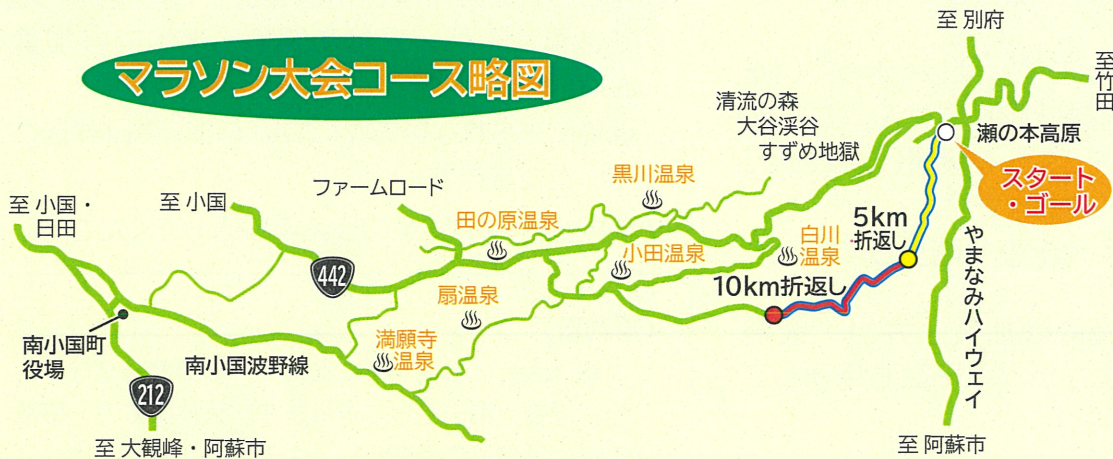 マラソン大会コース略図
至 別府
至竹田
清流の森
大谷渓谷
すずめ地獄
瀬の本高原
スタート
・ゴール
黒川温泉
ファームロード
至 小国
至 小国・
日田
田の原温泉
小田温泉
白川
温泉
5km
折返し
やまなみハイウェイ
442
扇温泉
10km折返し
満願寺
温泉
南小国町
役場
南小国波野線
212
至 大観峰・阿蘇市
至 阿蘇市